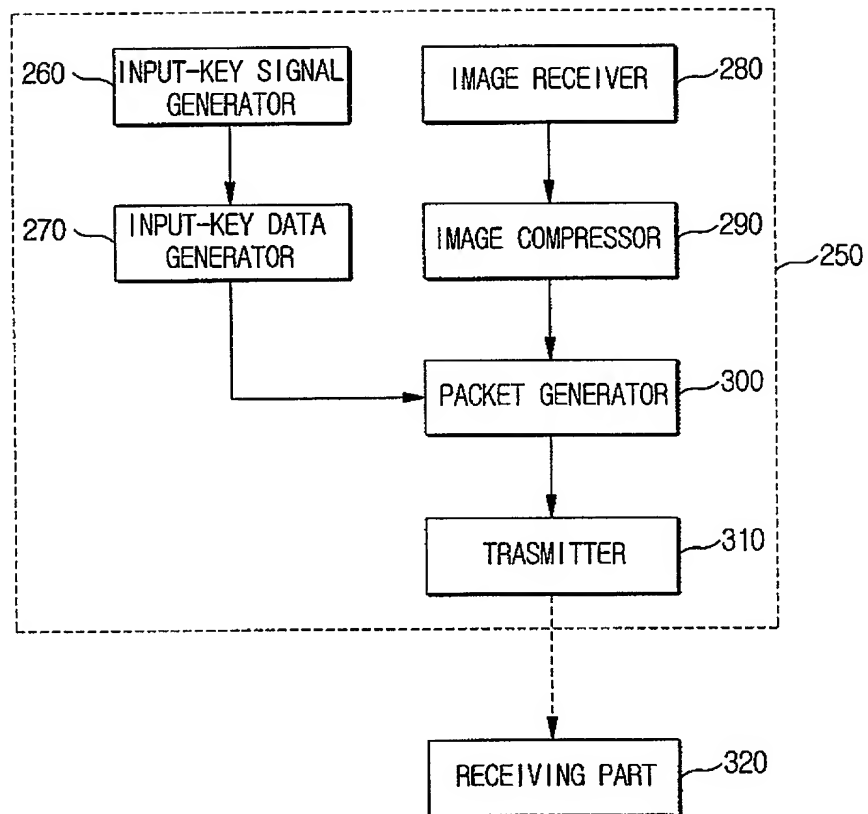 260
INPUT-KEY SIGNAL
GENERATOR
IMAGE RECEIVER
280
270
INPUT-KEY DATA
GENERATOR
IMAGE COMPRESSOR
290
250
PACKET GENERATOR
300
TRASMITTER
310
RECEIVING PART
320